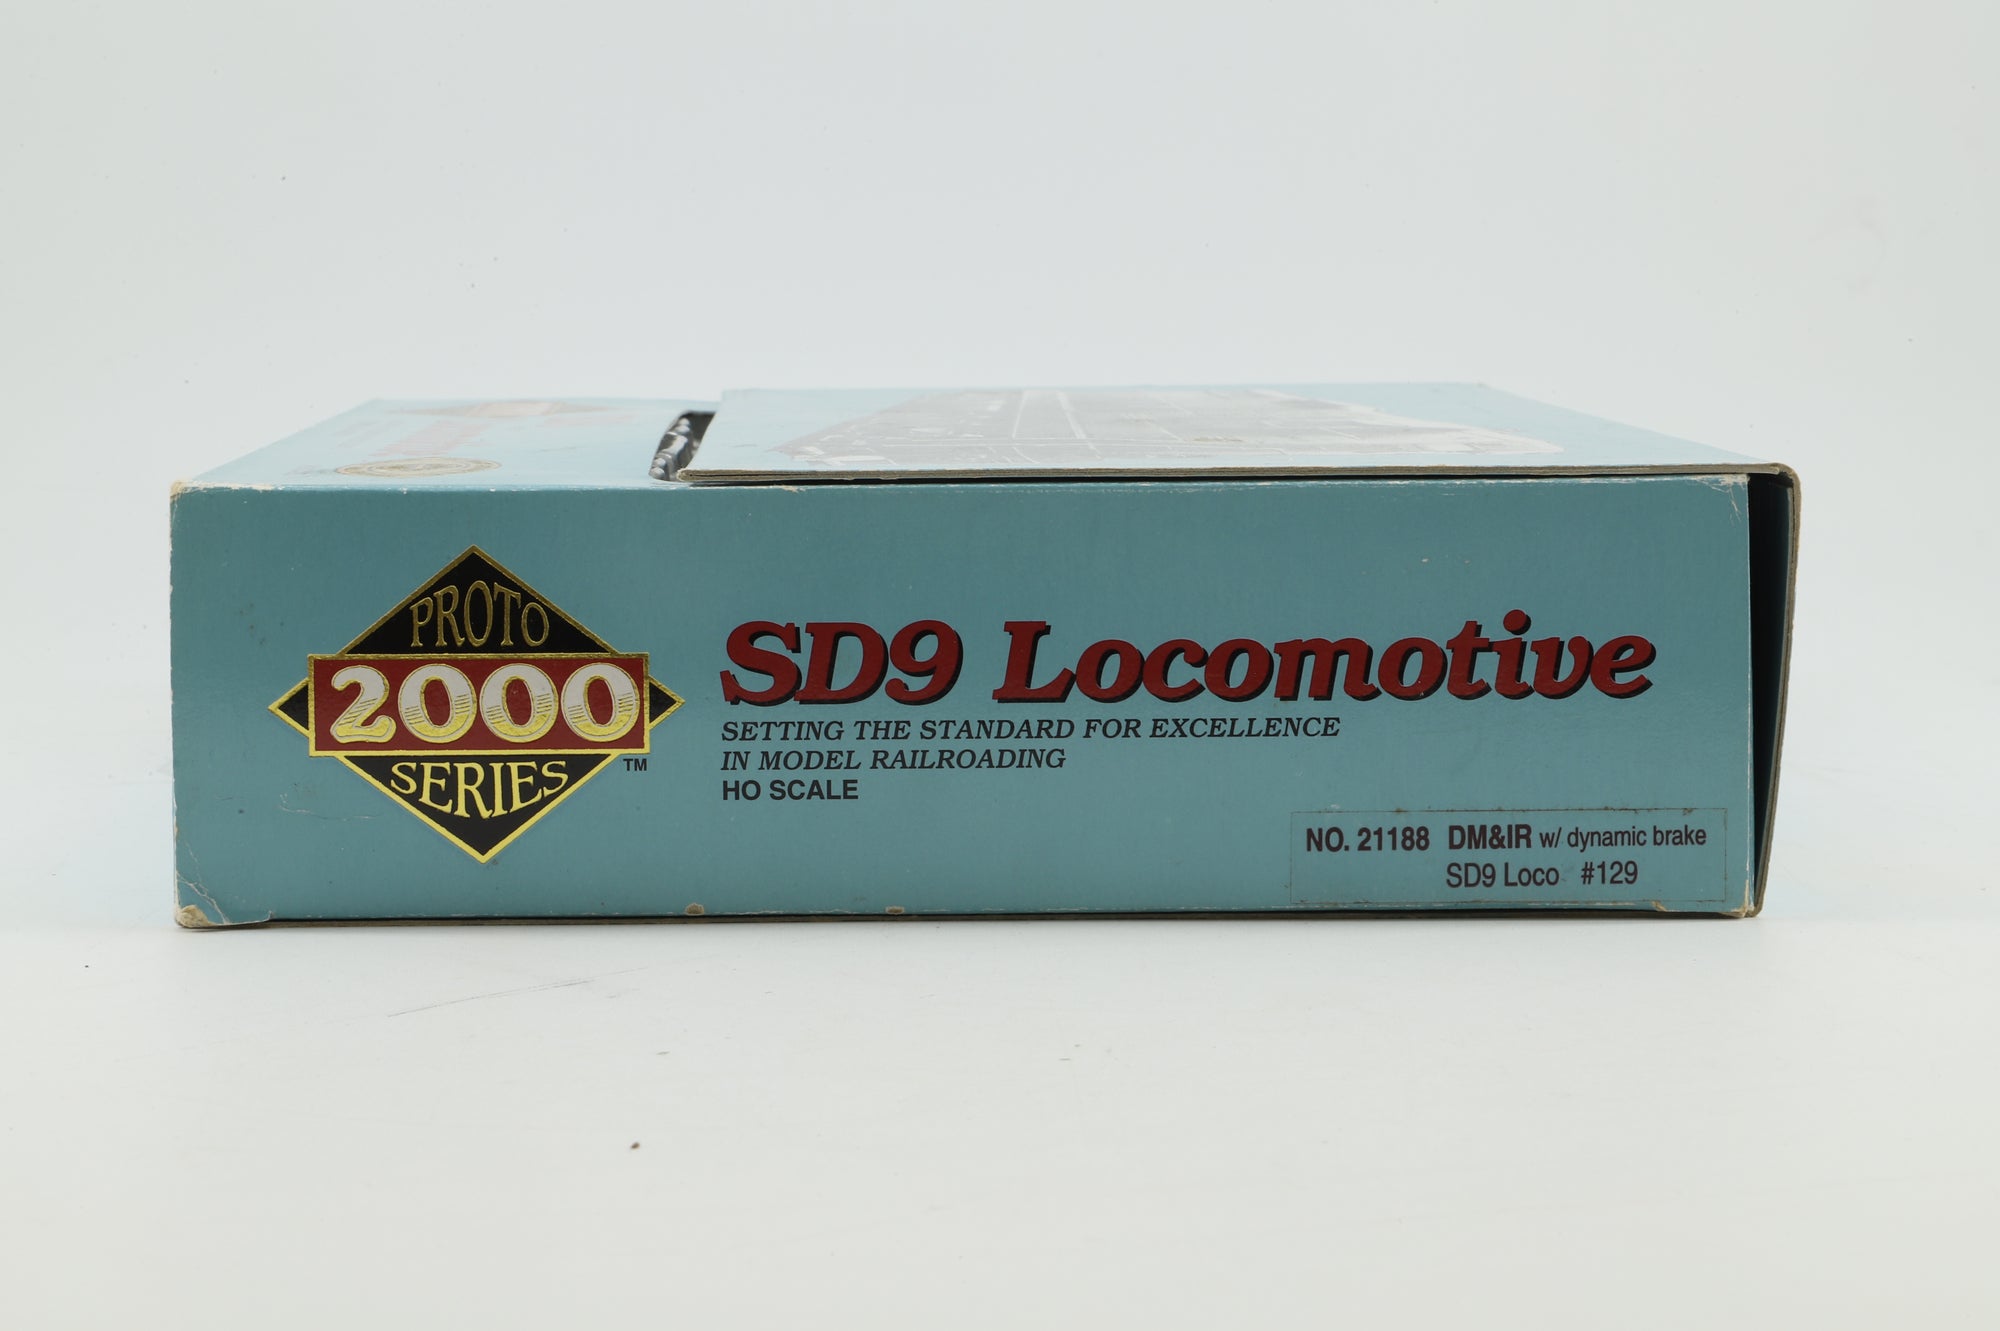 PROTO
2000
SERIES
TM
SD9 Locomotive
SETTING THE STANDARD FOR EXCELLENCE
IN MODEL RAILROADING
HO SCALE
NO. 21188 DM&IR w/ dynamic brake
SD9 Loco #129